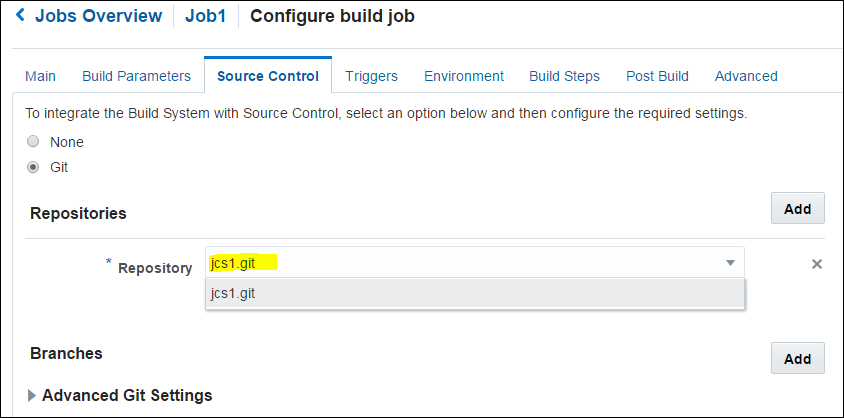 Jobs Overview Job1 Configure build job
Main Build Parameters Source Control Triggers Environment Build Steps Post Build Advanced
To integrate the Build System with Source Control, select an option below and then configure the required settings.
None
Git
Repositories Add
* Repository jcs1.git
jcs1.git
Branches Add
Advanced Git Settings